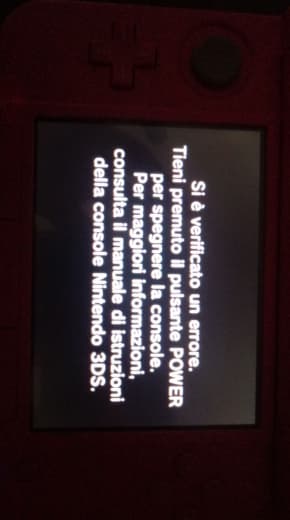 Si è verificato un errore.
Tieni premuto il pulsante POWER
per spegnere la console.
Per maggiori informazioni,
consulta il manuale di istruzioni
della console Nintendo 3DS.